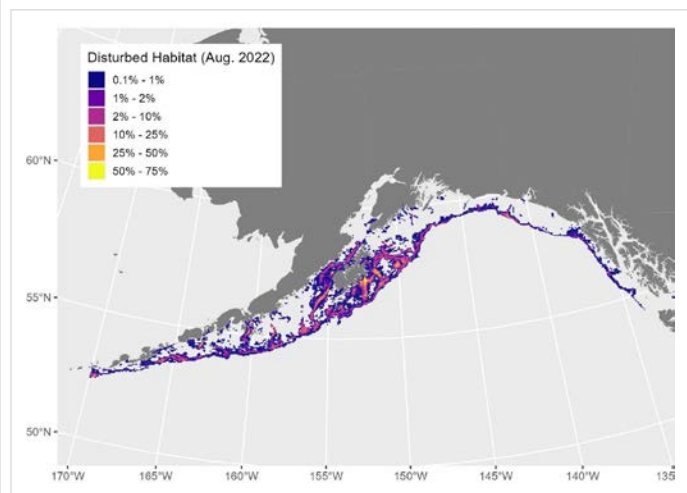 Disturbed Habitat (Aug. 2022)
0.1% - 1%
1% - 2%
2% - 10%
10% - 25%
25% - 50%
50% - 75%
60°N
55°N
50°N
170°W 165°W 160°W 155°W 150°W 145°W 140°W 135°W